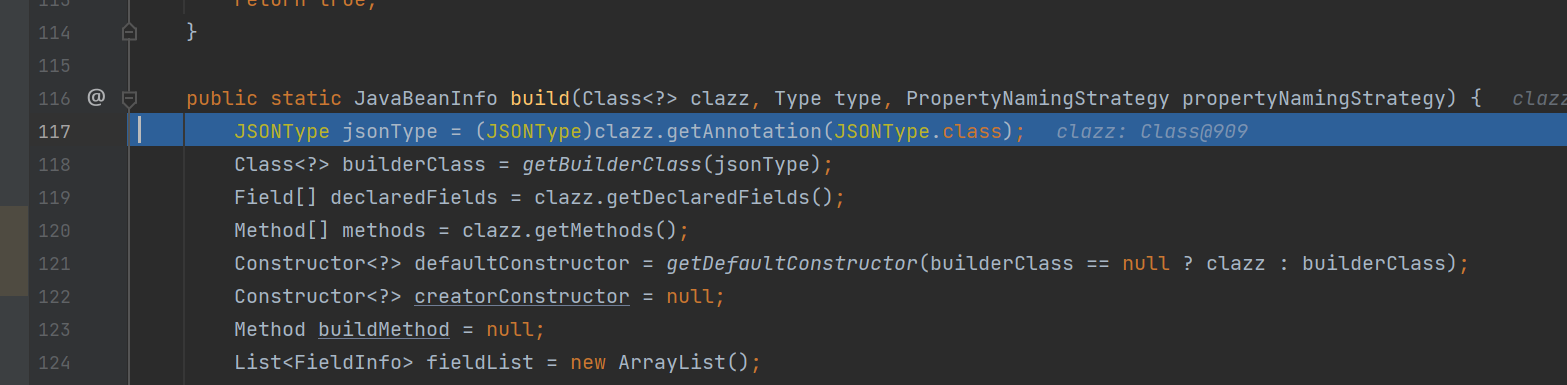 113 return true;
114 }
115
116 @ public static JavaBeanInfo build(Class<?> clazz, Type type, PropertyNamingStrategy propertyNamingStrategy) { clazz
117 JSONType jsonType = (JSONType)clazz.getAnnotation(JSONType.class); clazz: Class@909
118 Class<?> builderClass = getBuilderClass(jsonType);
119 Field[] declaredFields = clazz.getDeclaredFields();
120 Method[] methods = clazz.getMethods();
121 Constructor<?> defaultConstructor = getDefaultConstructor(builderClass == null ? clazz : builderClass);
122 Constructor<?> creatorConstructor = null;
123 Method buildMethod = null;
124 List<FieldInfo> fieldList = new ArrayList();